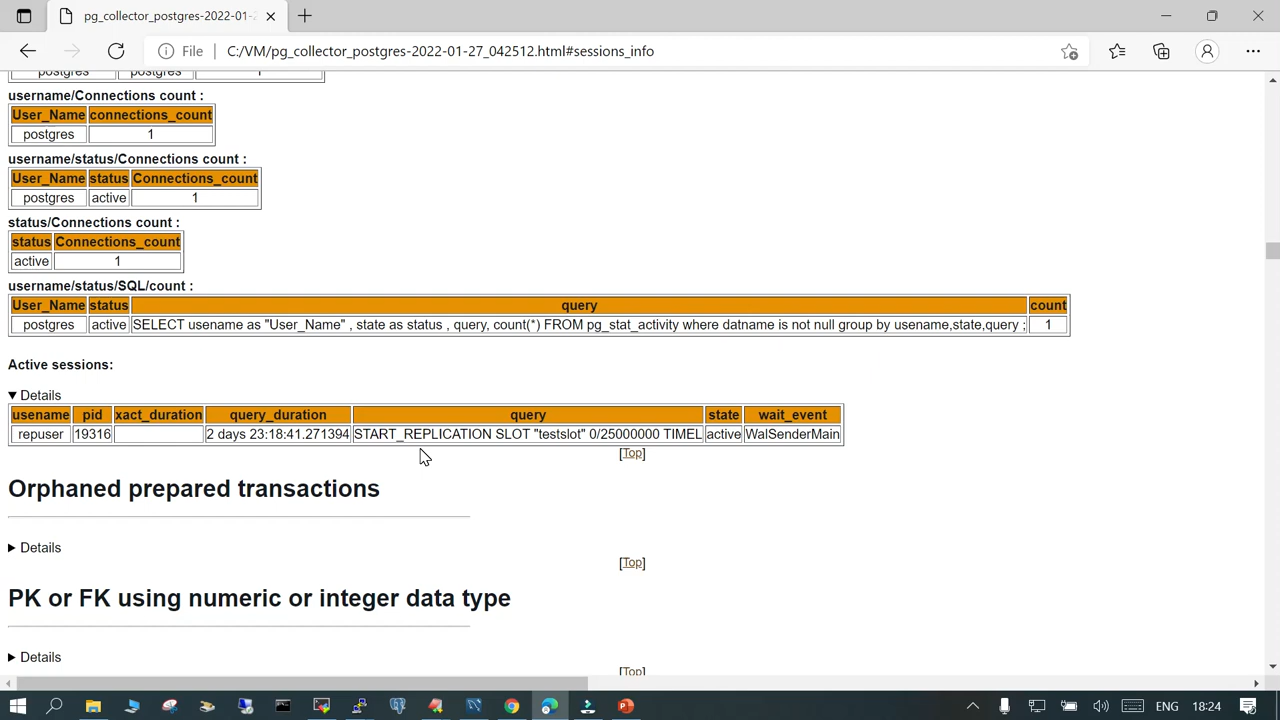 pg_collector_postgres-2022-01-2
File C:/VM/pg_collector_postgres-2022-01-27_042512.html#sessions_info
postgres postgres 1
username/Connections count :
User_Name connections_count
postgres 1
username/status/Connections count :
User_Name status Connections_count
postgres active 1
status/Connections count :
status Connections_count
active 1
username/status/SQL/count :
User_Name status query count
postgres active SELECT usename as "User_Name" , state as status , query, count(*) FROM pg_stat_activity where datname is not null group by usename,state,query ; 1
Active sessions:
▼ Details
usename pid xact_duration query_duration query state wait_event
repuser 19316 2 days 23:18:41.271394 START_REPLICATION SLOT "testslot" 0/25000000 TIMEL active WalSenderMain
[Top]
Orphaned prepared transactions
▶ Details
[Top]
PK or FK using numeric or integer data type
▶ Details
[Top]
ENG 18:24